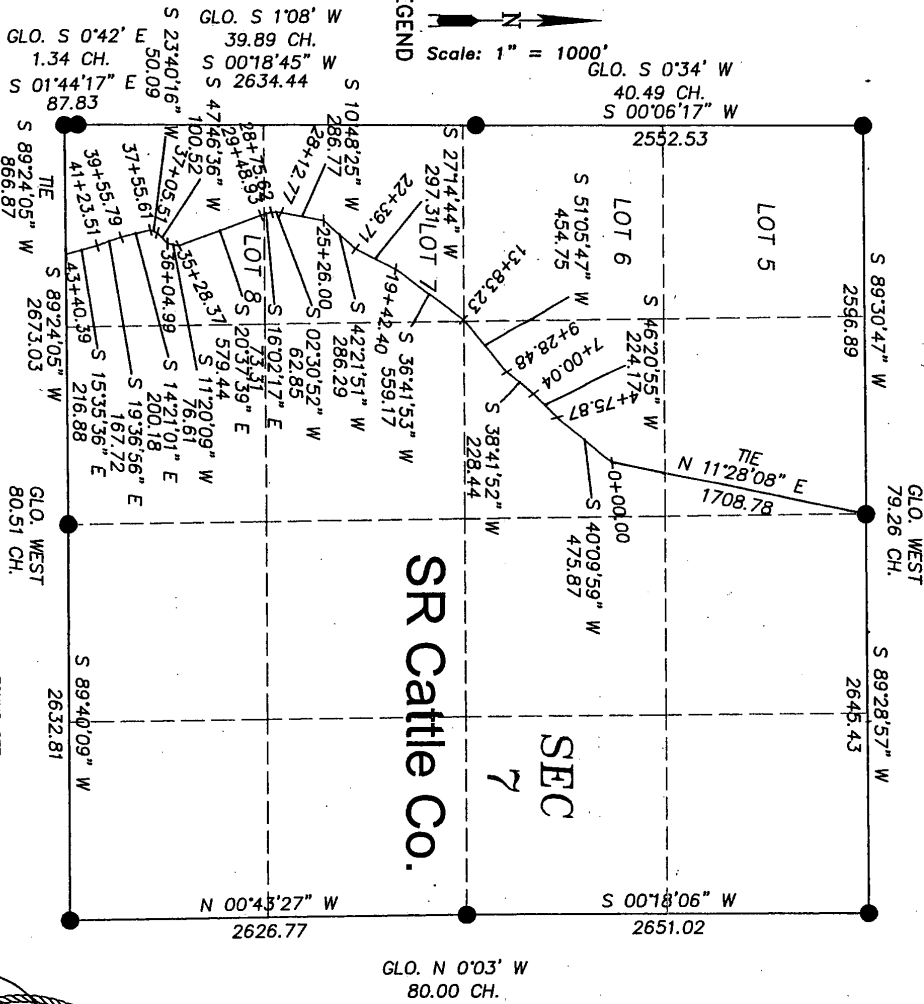 LEGEND
N
Scale: 1" = 1000'
GLO. S 0°42' E
1.34 CH.
S 01°44'17" E
87.83
GLO. S 1°08' W
39.89 CH.
S 00°18'45" W
2634.44
GLO. S 0°34' W
40.49 CH.
S 00°06'17" W
2552.53
S 89°30'47" W
2596.89
GLO. WEST
79.26 CH.
S 89°28'57" W
2645.43
LOT 5
LOT 6
LOT 7
LOT 8
TIE
N 11°28'08" E
1708.78
0+00.00
S 40°09'59" W
475.87
4+75.87
S 46°20'55" W
224.17
7+00.04
S 38°41'52" W
228.44
9+28.48
S 51°05'47" W
454.75
13+83.23
S 36°41'53" W
559.17
19+42.40
S 27°14'44" W
297.31
22+39.71
S 42°21'51" W
286.29
25+26.00
S 10°48'25" W
286.77
28+12.77
S 02°30'52" W
62.85
28+75.62
S 16°02'17" E
73.31
29+48.93
S 20°31'39" E
579.44
35+28.37
S 11°20'09" W
76.61
36+04.99
S 47°46'36" W
100.52
37+05.51
S 23°40'16" W
50.09
37+55.61
S 14°21'01" E
200.18
39+55.79
S 19°36'56" E
167.72
41+23.51
S 15°35'36" E
216.88
43+40.39
TIE
S 89°24'05" W
866.87
S 89°24'05" W
2673.03
GLO. WEST
80.51 CH.
S 89°40'09" W
2632.81
SR Cattle Co.
SEC
7
N 00°43'27" W
2626.77
S 00°18'06" W
2651.02
GLO. N 0°03' W
80.00 CH.